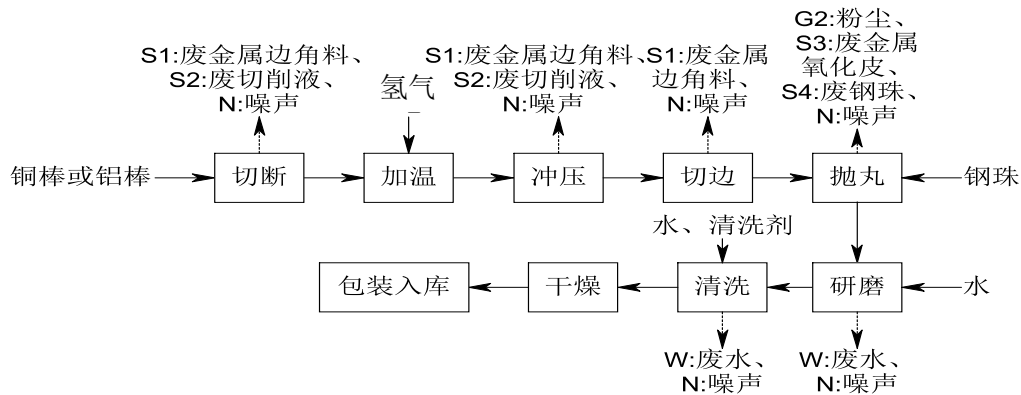 G2:粉尘、
S3:废金属
氧化皮、
S4:废钢珠、
N:噪声
S1:废金属边角料、
S2:废切削液、
N:噪声
氢气
S1:废金属边角料、
S2:废切削液、
N:噪声
S1:废金属
边角料、
N:噪声
铜棒或铝棒
切断
加温
冲压
切边
抛丸
钢珠
水、清洗剂
包装入库
干燥
清洗
研磨
水
W:废水、
N:噪声
W:废水、
N:噪声